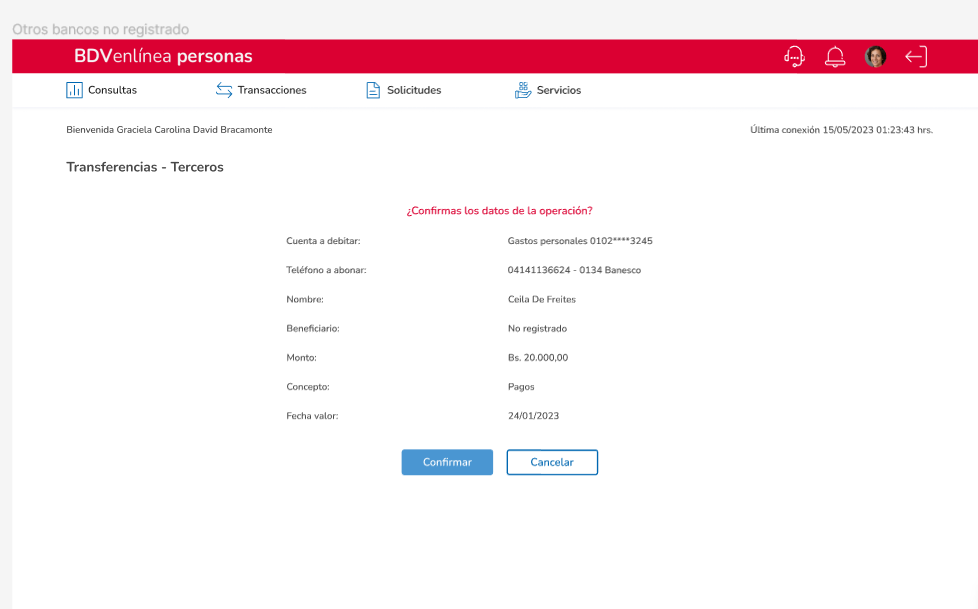 Otros bancos no registrado
BDVenlínea personas
Consultas Transacciones Solicitudes Servicios
Bienvenida Graciela Carolina David Bracamonte Última conexión 15/05/2023 01:23:43 hrs.
Transferencias - Terceros
¿Confirmas los datos de la operación?
Cuenta a debitar: Gastos personales 0102****3245
Teléfono a abonar: 04141136624 - 0134 Banesco
Nombre: Ceila De Freites
Beneficiario: No registrado
Monto: Bs. 20.000,00
Concepto: Pagos
Fecha valor: 24/01/2023
Confirmar Cancelar